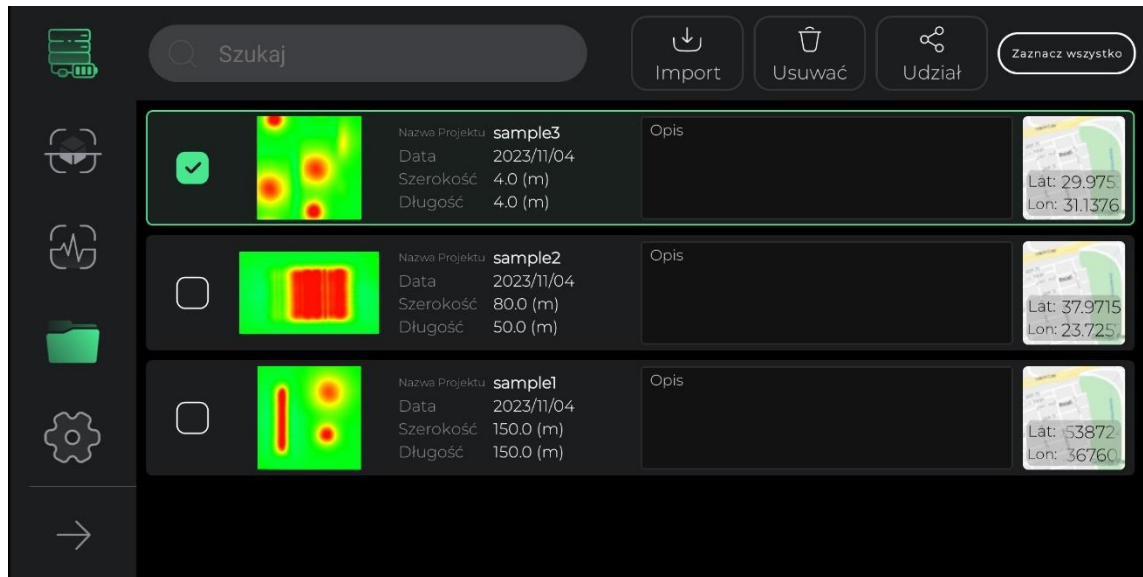 Szukaj
Import
Usuwać
Udział
Zaznacz wszystko
Nazwa Projektu sample3
Data 2023/11/04
Szerokość 4.0 (m)
Długość 4.0 (m)
Opis
Lat: 29.975
Lon: 31.1376
Nazwa Projektu sample2
Data 2023/11/04
Szerokość 80.0 (m)
Długość 50.0 (m)
Opis
Lat: 37.9715
Lon: 23.725
Nazwa Projektu sample1
Data 2023/11/04
Szerokość 150.0 (m)
Długość 150.0 (m)
Opis
Lat: 53872
Lon: 36760